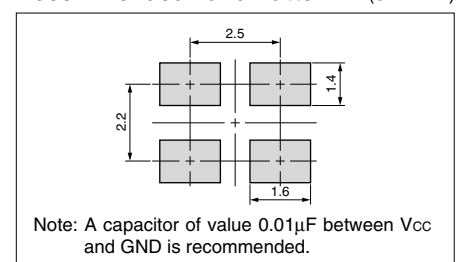 2.5
1.4
2.2
1.6
Note: A capacitor of value 0.01μF between Vcc
and GND is recommended.